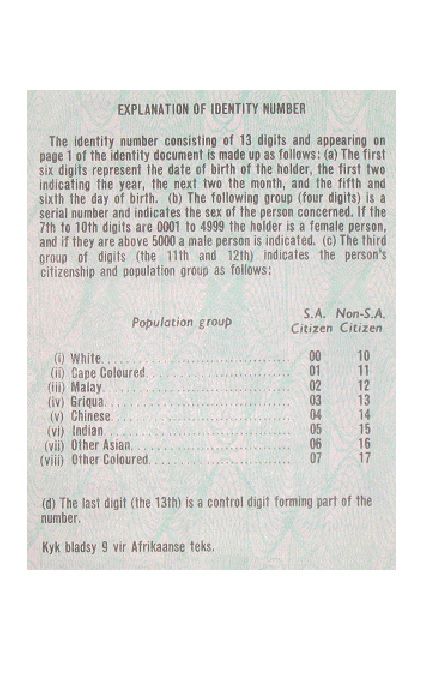 EXPLANATION OF IDENTITY NUMBER
The identity number consisting of 13 digits and appearing on
page 1 of the identity document is made up as follows: (a) The first
six digits represent the date of birth of the holder, the first two
indicating the year, the next two the month, and the fifth and
sixth the day of birth. (b) The following group (four digits) is a
serial number and indicates the sex of the person concerned. If the
7th to 10th digits are 0001 to 4999 the holder is a female person,
and if they are above 5000 a male person is indicated. (c) The third
group of digits (the 11th and 12th) indicates the person's
citizenship and population group as follows:
Population group S.A. Citizen Non-S.A. Citizen
(i) White 00 10
(ii) Cape Coloured 01 11
(iii) Malay 02 12
(iv) Griqua 03 13
(v) Chinese 04 14
(vi) Indian 05 15
(vii) Other Asian 06 16
(viii) Other Coloured 07 17
(d) The last digit (the 13th) is a control digit forming part of the
number.
Kyk bladsy 9 vir Afrikaanse teks.